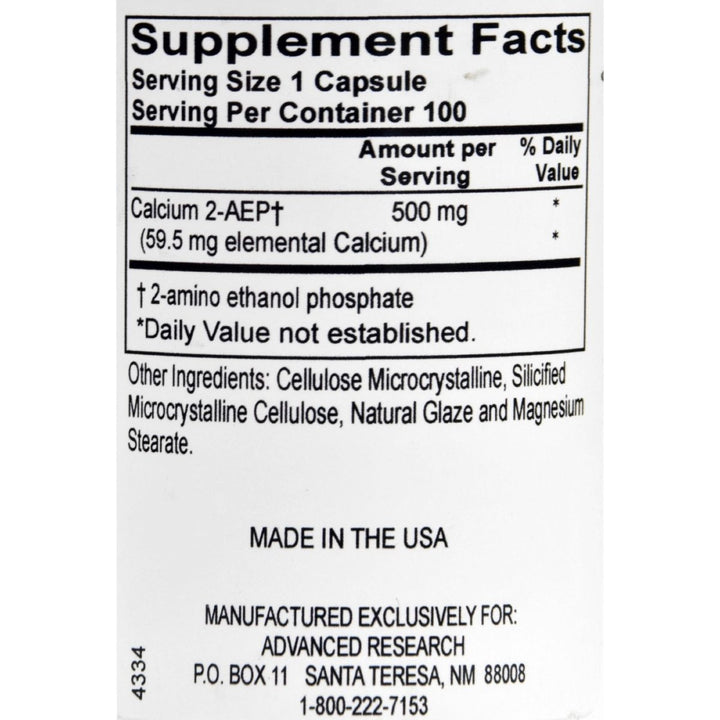 Supplement Facts
Serving Size 1 Capsule
Serving Per Container 100
Amount per % Daily
Serving Value
Calcium 2-AEP† 500 mg *
(59.5 mg elemental Calcium) *
† 2-amino ethanol phosphate
*Daily Value not established.
Other Ingredients: Cellulose Microcrystalline, Silicified
Microcrystalline Cellulose, Natural Glaze and Magnesium
Stearate.
MADE IN THE USA
MANUFACTURED EXCLUSIVELY FOR:
ADVANCED RESEARCH
P.O. BOX 11 SANTA TERESA, NM 88008
1-800-222-7153
4334